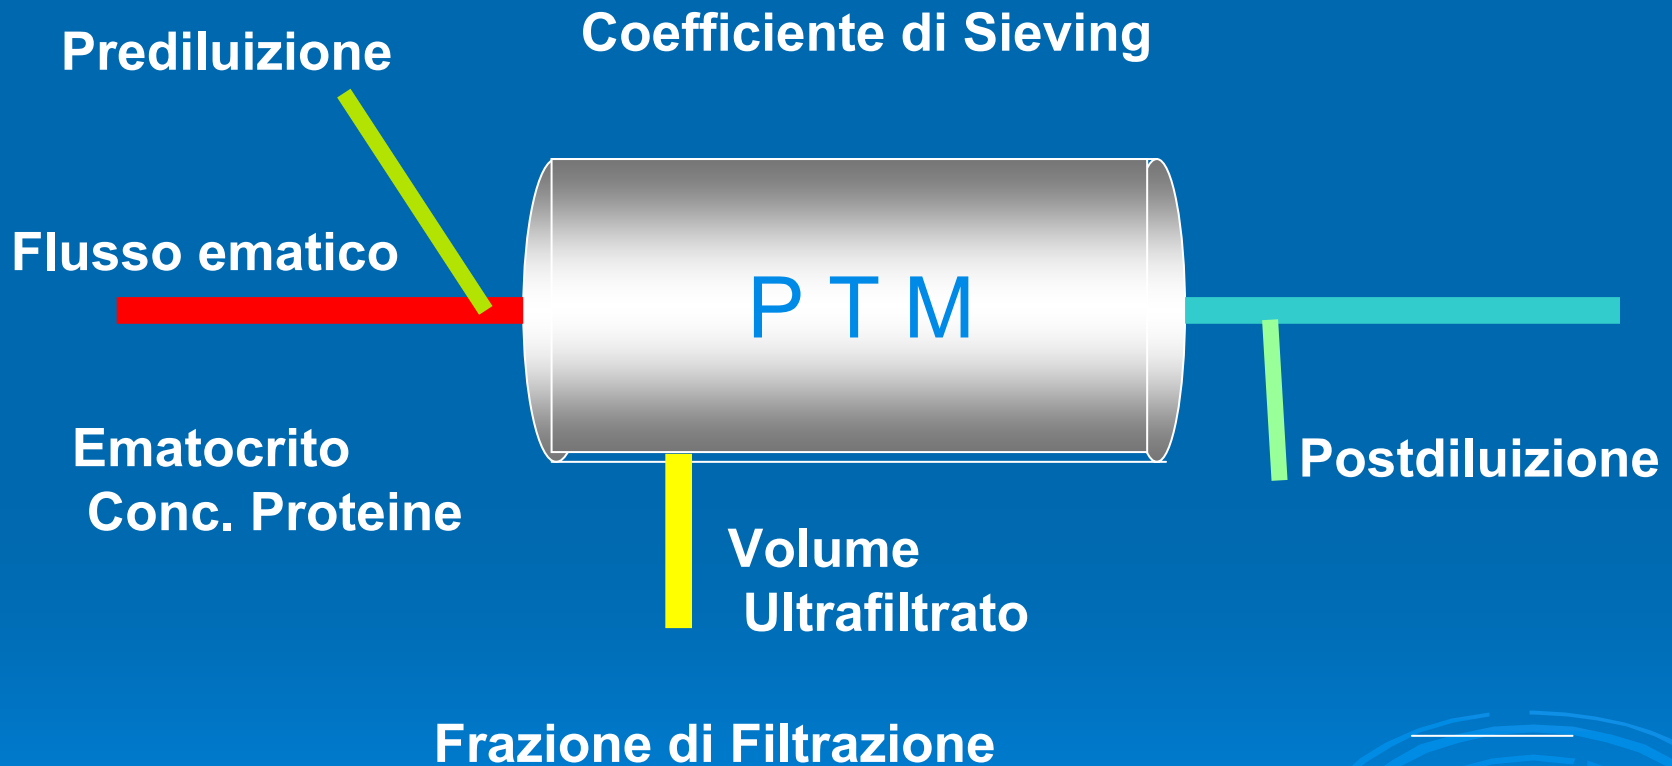 Coefficiente di Sieving
Prediluizione
Flusso ematico
P T M
Ematocrito
Conc. Proteine
Postdiluizione
Volume
Ultrafiltrato
Frazione di Filtrazione